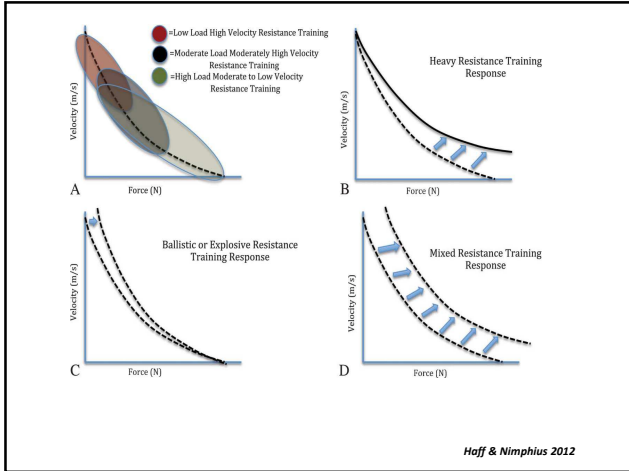 =Low Load High Velocity Resistance Training
=Moderate Load Moderately High Velocity
Resistance Training
=High Load Moderate to Low Velocity
Resistance Training
Velocity (m/s)
A
Force (N)
Heavy Resistance Training
Response
Velocity (m/s)
B
Force (N)
Ballistic or Explosive Resistance
Training Response
Velocity (m/s)
C
Force (N)
Mixed Resistance Training
Response
Velocity (m/s)
D
Force (N)
Haff & Nimphius 2012